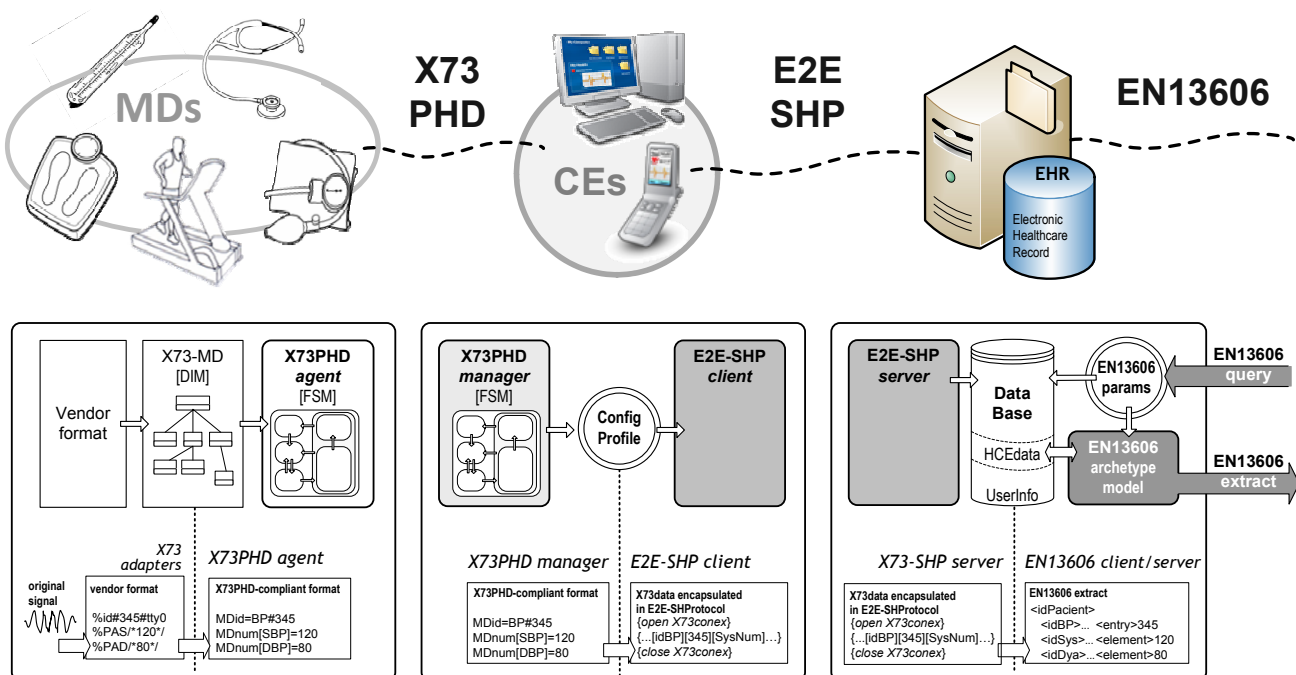 MDs
X73
PHD
CEs
E2E
SHP
EN13606
EHR
Electronic
Healthcare
Record
Vendor
format
X73-MD
[DIM]
X73PHD
agent
[FSM]
X73
adapters
X73PHD agent
original
signal
vendor format
%id#345#tty0
%PAS/*120*/
%PAD/*80*/
X73PHD-compliant format
MDid=BP#345
MDnum[SBP]=120
MDnum[DBP]=80
X73PHD
manager
[FSM]
Config
Profile
E2E-SHP
client
X73PHD manager
E2E-SHP client
X73PHD-compliant format
MDid=BP#345
MDnum[SBP]=120
MDnum[DBP]=80
X73data encapsulated
in E2E-SHProtocol
{open X73conex}
{...[idBP][345][SysNum]...}
{close X73conex}
E2E-SHP
server
Data
Base
HCEdata
UserInfo
EN13606
params
EN13606
archetype
model
EN13606
query
EN13606
extract
X73-SHP server
EN13606 client/server
X73data encapsulated
in E2E-SHProtocol
{open X73conex}
{...[idBP][345][SysNum]...}
{close X73conex}
EN13606 extract
<idPacient>
<idBP>... <entry>345
<idSys>... <element>120
<idDya>...<element>80